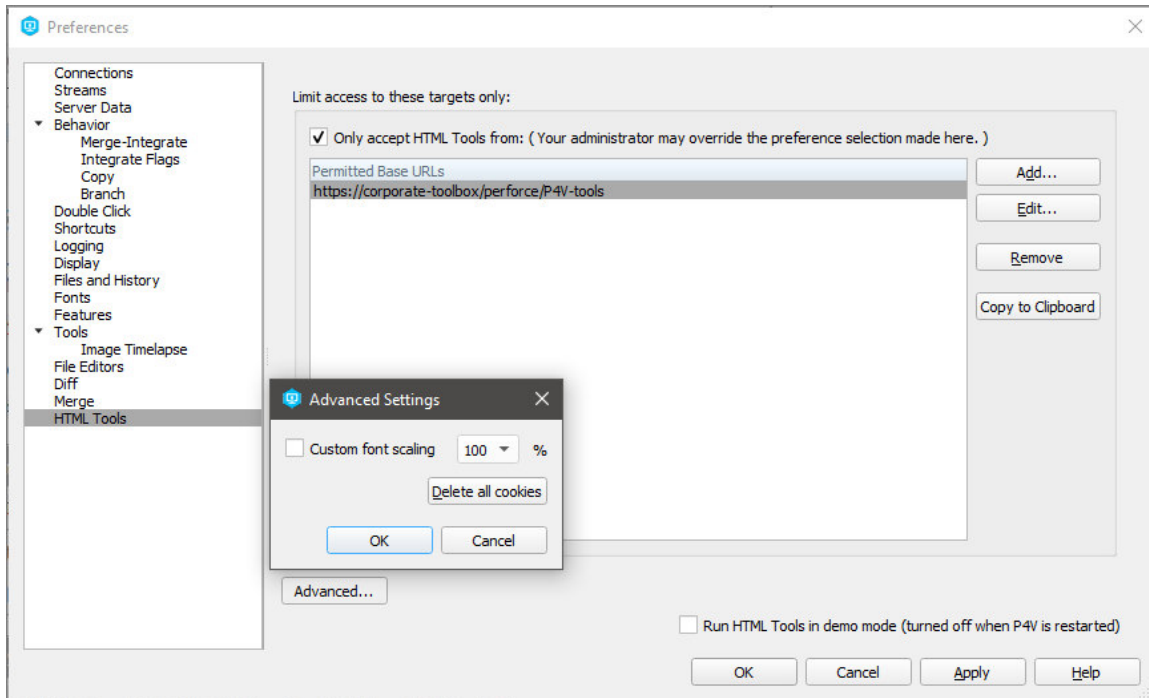 Preferences
Connections
Streams
Server Data
Behavior
Merge-Integrate
Integrate Flags
Copy
Branch
Double Click
Shortcuts
Logging
Display
Files and History
Fonts
Features
Tools
Image Timelapse
File Editors
Diff
Merge
HTML Tools
Limit access to these targets only:
Only accept HTML Tools from: ( Your administrator may override the preference selection made here. )
Permitted Base URLs
https://corporate-toolbox/perforce/P4V-tools
Add...
Edit...
Remove
Copy to Clipboard
Advanced Settings
Custom font scaling 100 %
Delete all cookies
OK Cancel
Advanced...
Run HTML Tools in demo mode (turned off when P4V is restarted)
OK Cancel Apply Help